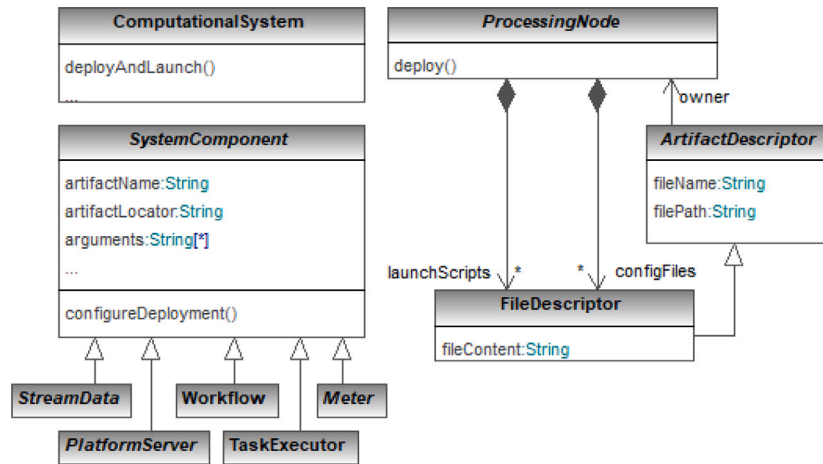 ComputationalSystem
deployAndLaunch()
...
SystemComponent
artifactName:String
artifactLocator:String
arguments:String[*]
...
configureDeployment()
StreamData
Workflow
Meter
PlatformServer
TaskExecutor
ProcessingNode
deploy()
owner
ArtifactDescriptor
fileName:String
filePath:String
launchScripts * * configFiles
FileDescriptor
fileContent:String